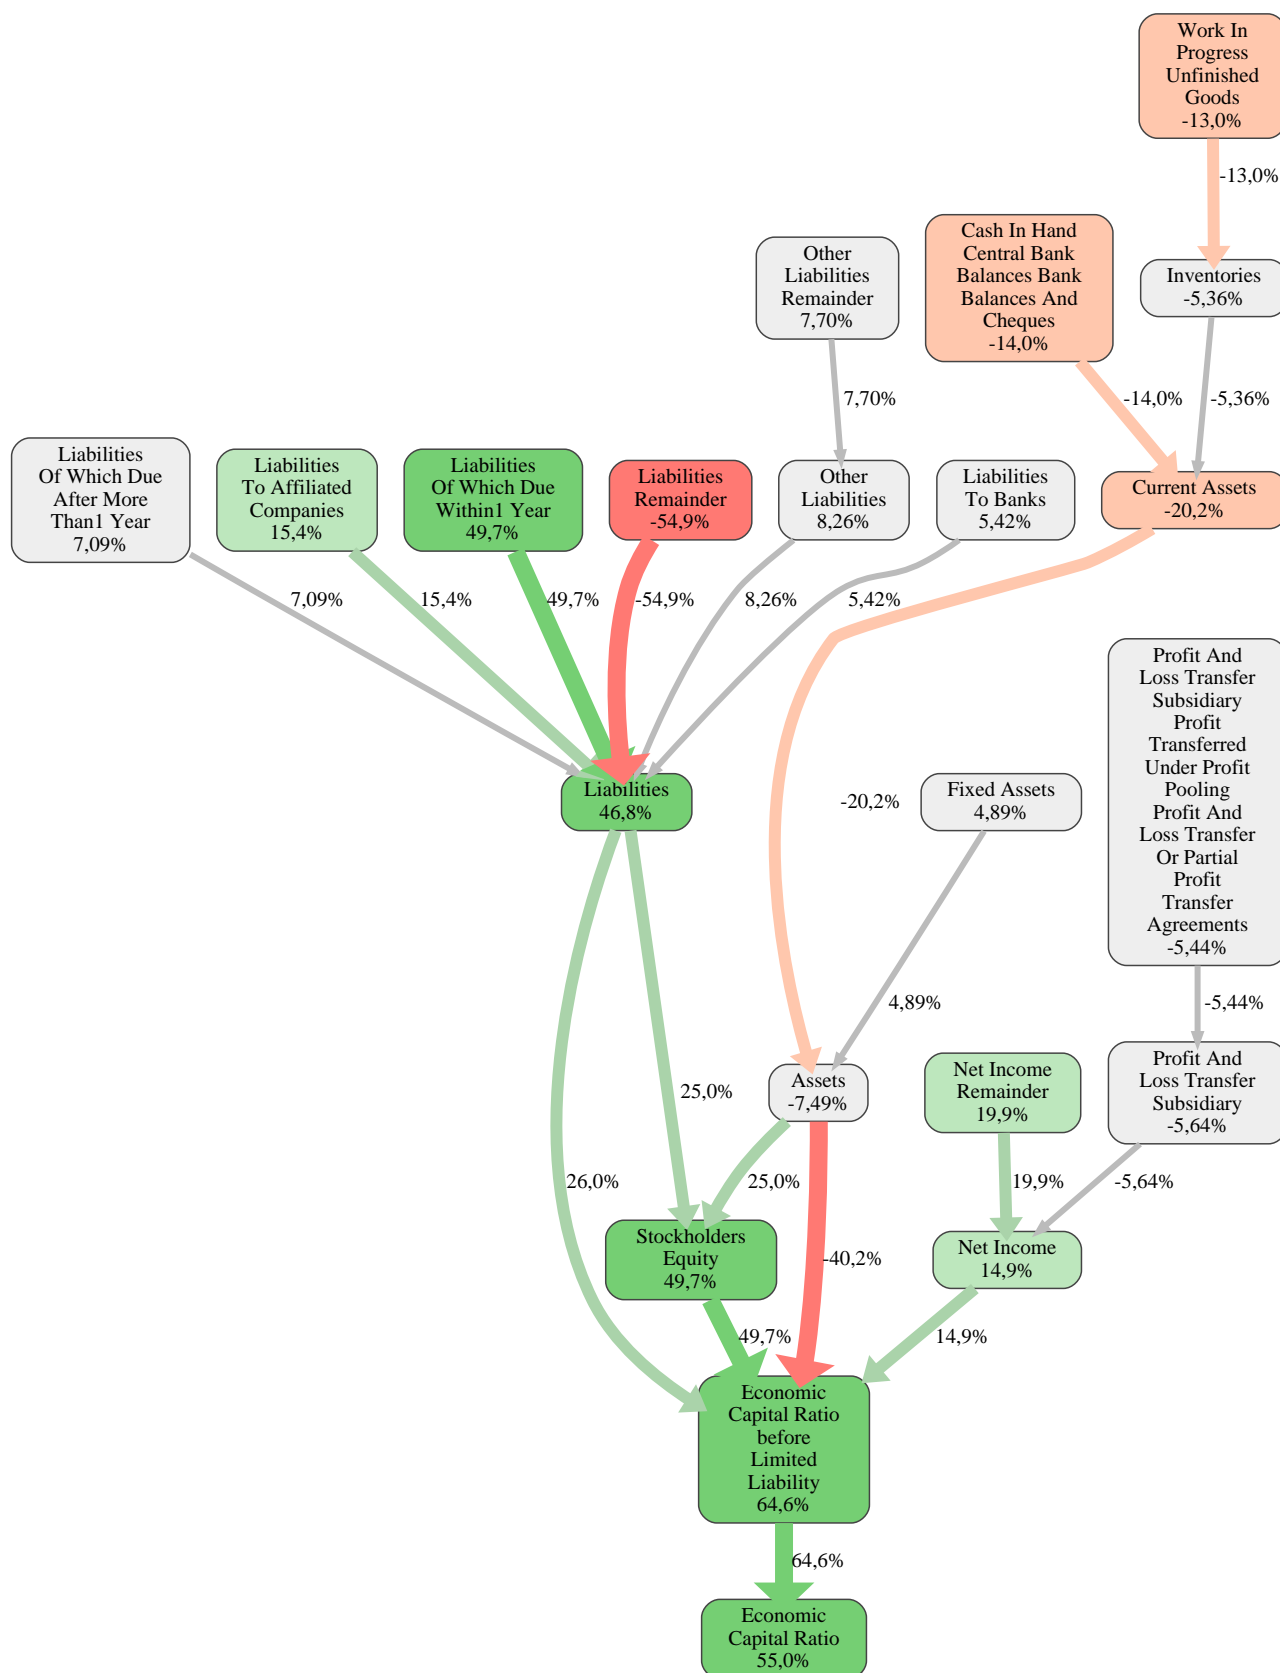 Work In
Progress
Unfinished
Goods
-13,0%
-13,0%
Cash In Hand
Central Bank
Balances Bank
Balances And
Cheques
-14,0%
Other
Liabilities
Remainder
7,70%
Inventories
-5,36%
7,70%
-14,0%
-5,36%
Liabilities
Of Which Due
After More
Than1 Year
7,09%
Liabilities
To Affiliated
Companies
15,4%
Liabilities
Of Which Due
Within1 Year
49,7%
Liabilities
Remainder
-54,9%
Other
Liabilities
8,26%
Liabilities
To Banks
5,42%
Current Assets
-20,2%
7,09%
15,4%
49,7%
-54,9%
8,26%
5,42%
Profit And
Loss Transfer
Subsidiary
Profit
Transferred
Under Profit
Pooling
Profit And
Loss Transfer
Or Partial
Profit
Transfer
Agreements
-5,44%
Liabilities
46,8%
-20,2%
Fixed Assets
4,89%
4,89%
-5,44%
25,0%
Assets
-7,49%
Net Income
Remainder
19,9%
Profit And
Loss Transfer
Subsidiary
-5,64%
26,0%
25,0%
19,9%
-5,64%
Stockholders
Equity
49,7%
-40,2%
Net Income
14,9%
49,7%
14,9%
Economic
Capital Ratio
before
Limited
Liability
64,6%
64,6%
Economic
Capital Ratio
55,0%